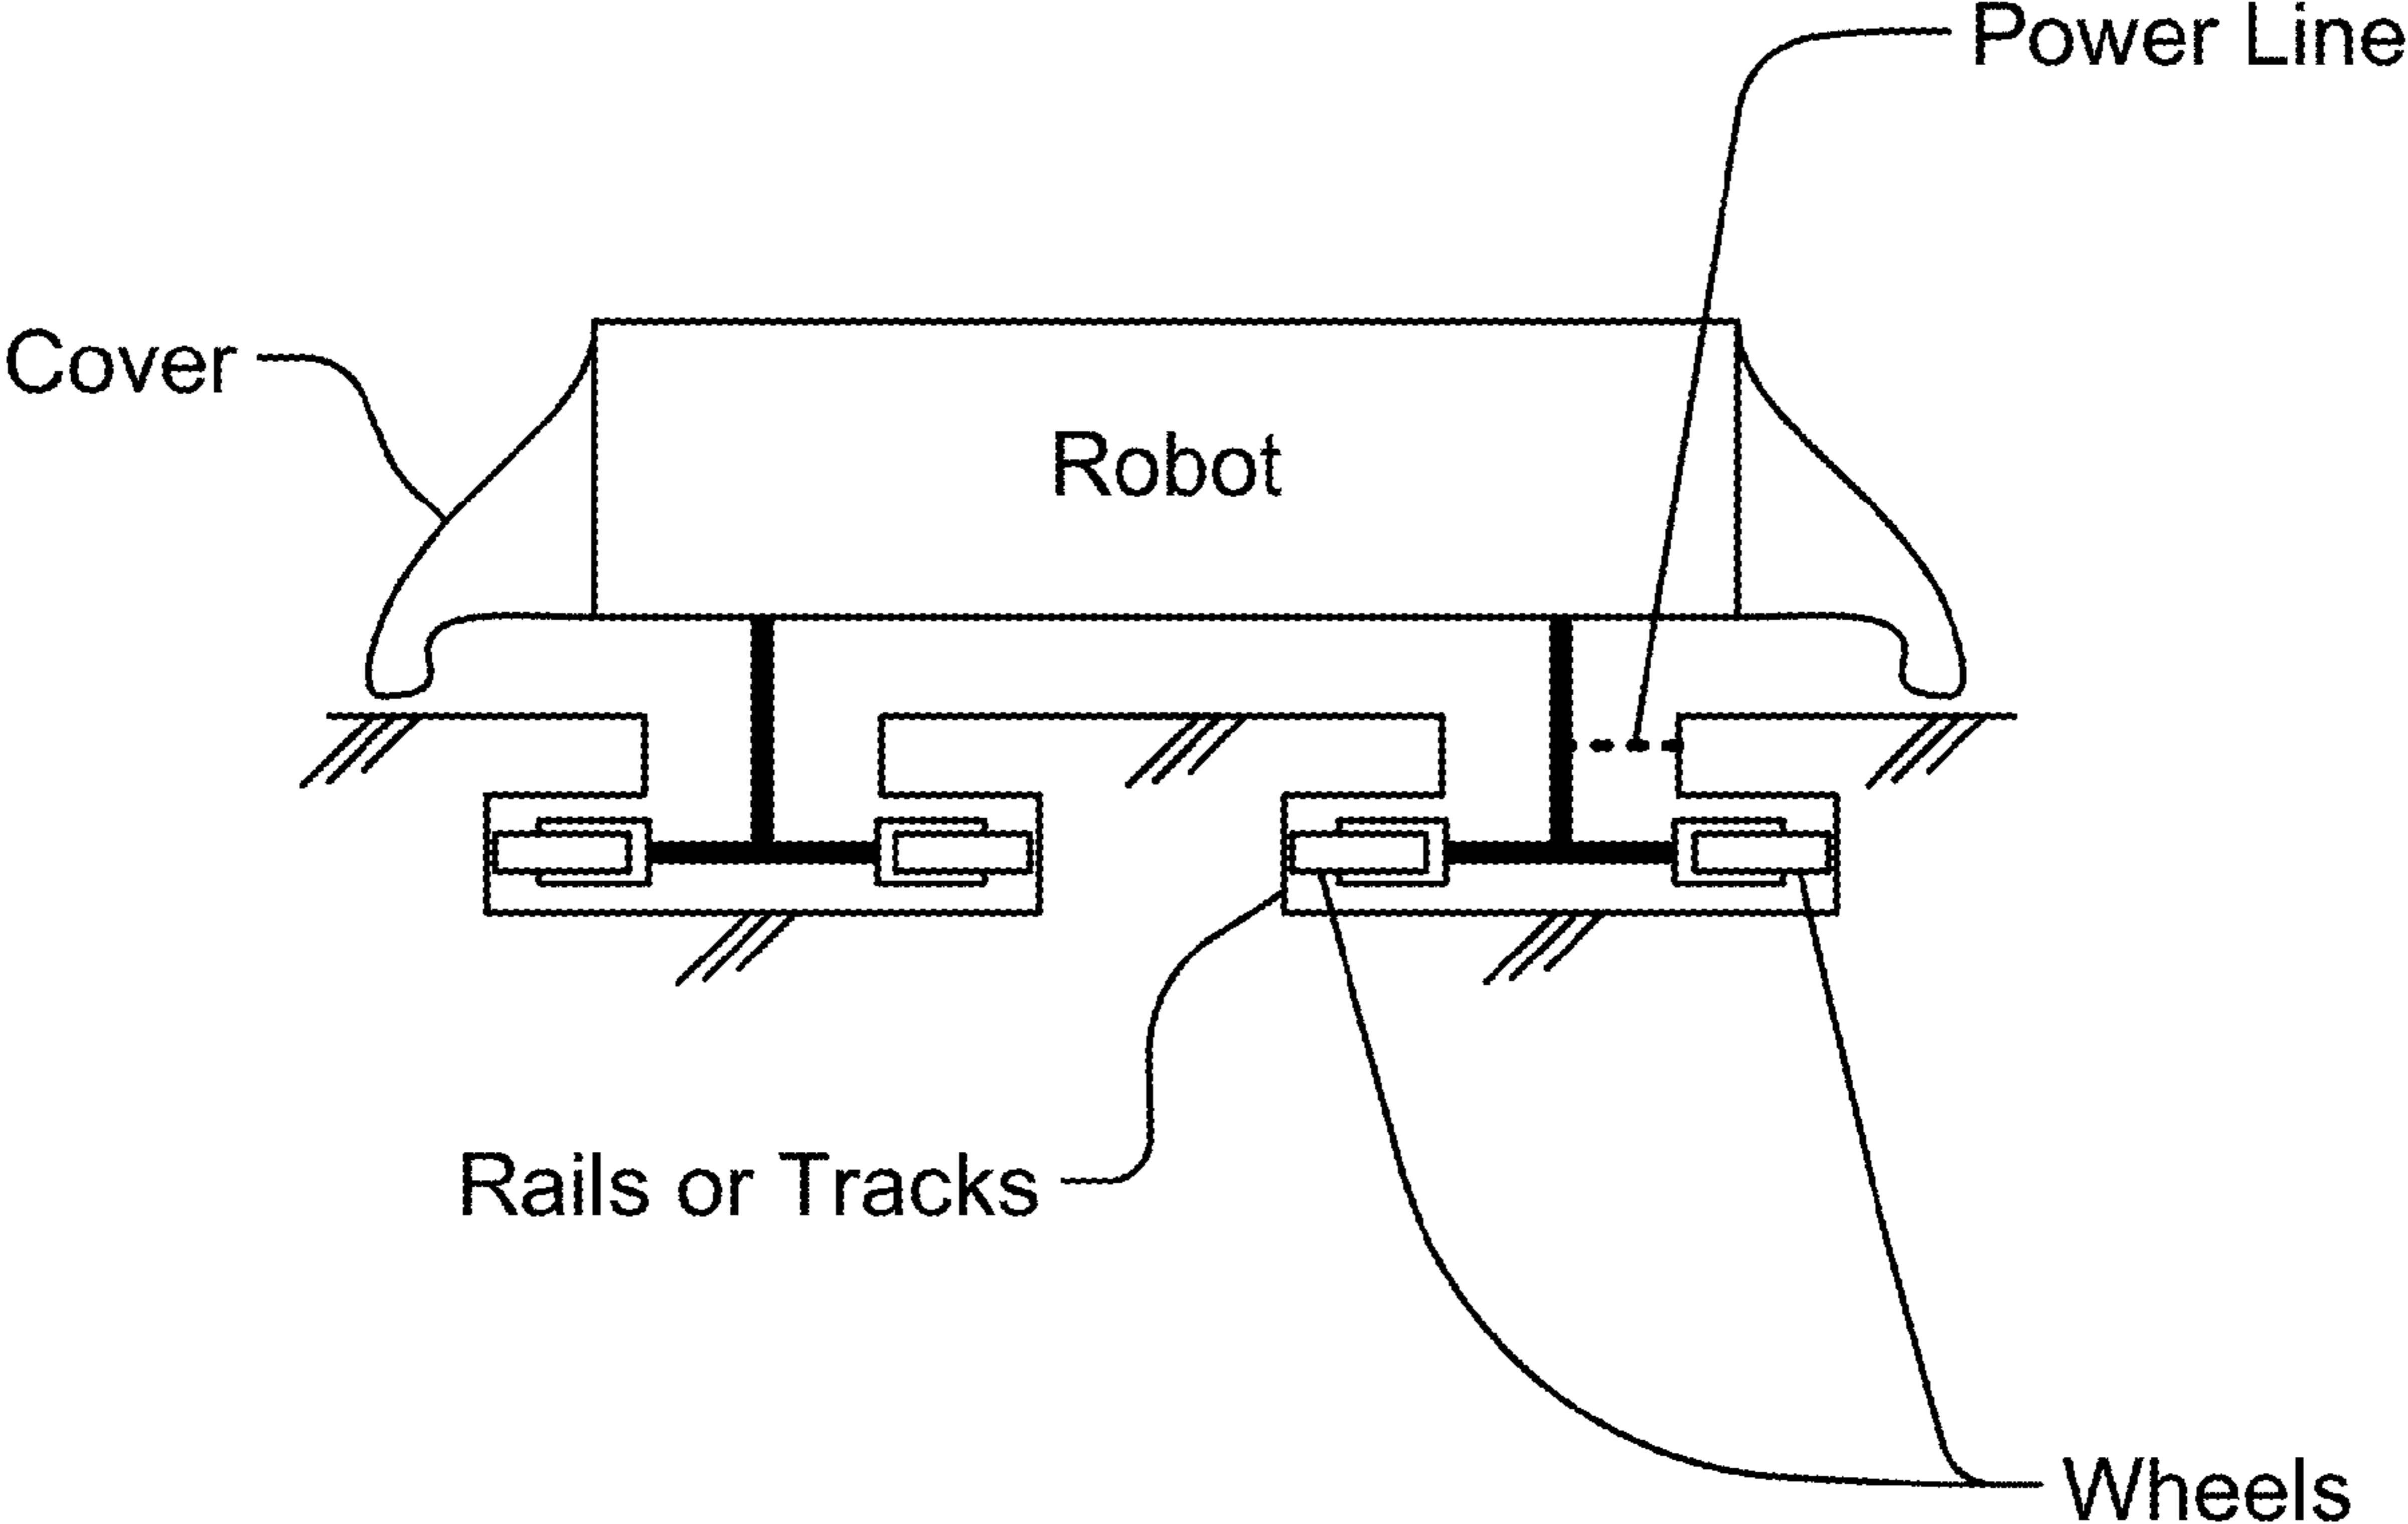 Power Line
Cover
Robot
Rails or Tracks
Wheels